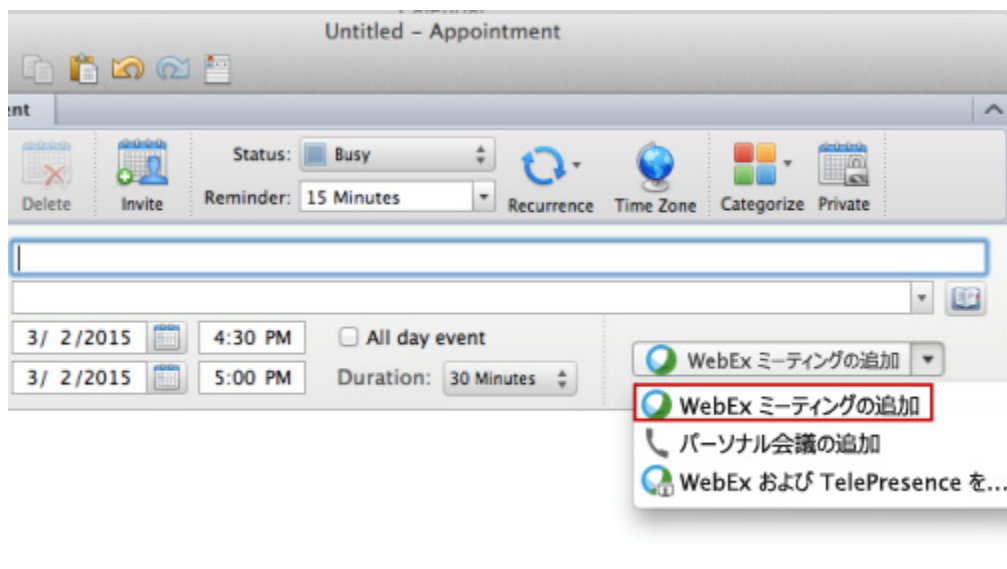 Untitled – Appointment
ent
Delete
Invite
Status: Busy
Reminder: 15 Minutes
Recurrence
Time Zone
Categorize
Private
3/ 2/2015 4:30 PM All day event
3/ 2/2015 5:00 PM Duration: 30 Minutes
WebEx ミーティングの追加
WebEx ミーティングの追加
パーソナル会議の追加
WebEx および TelePresence を...